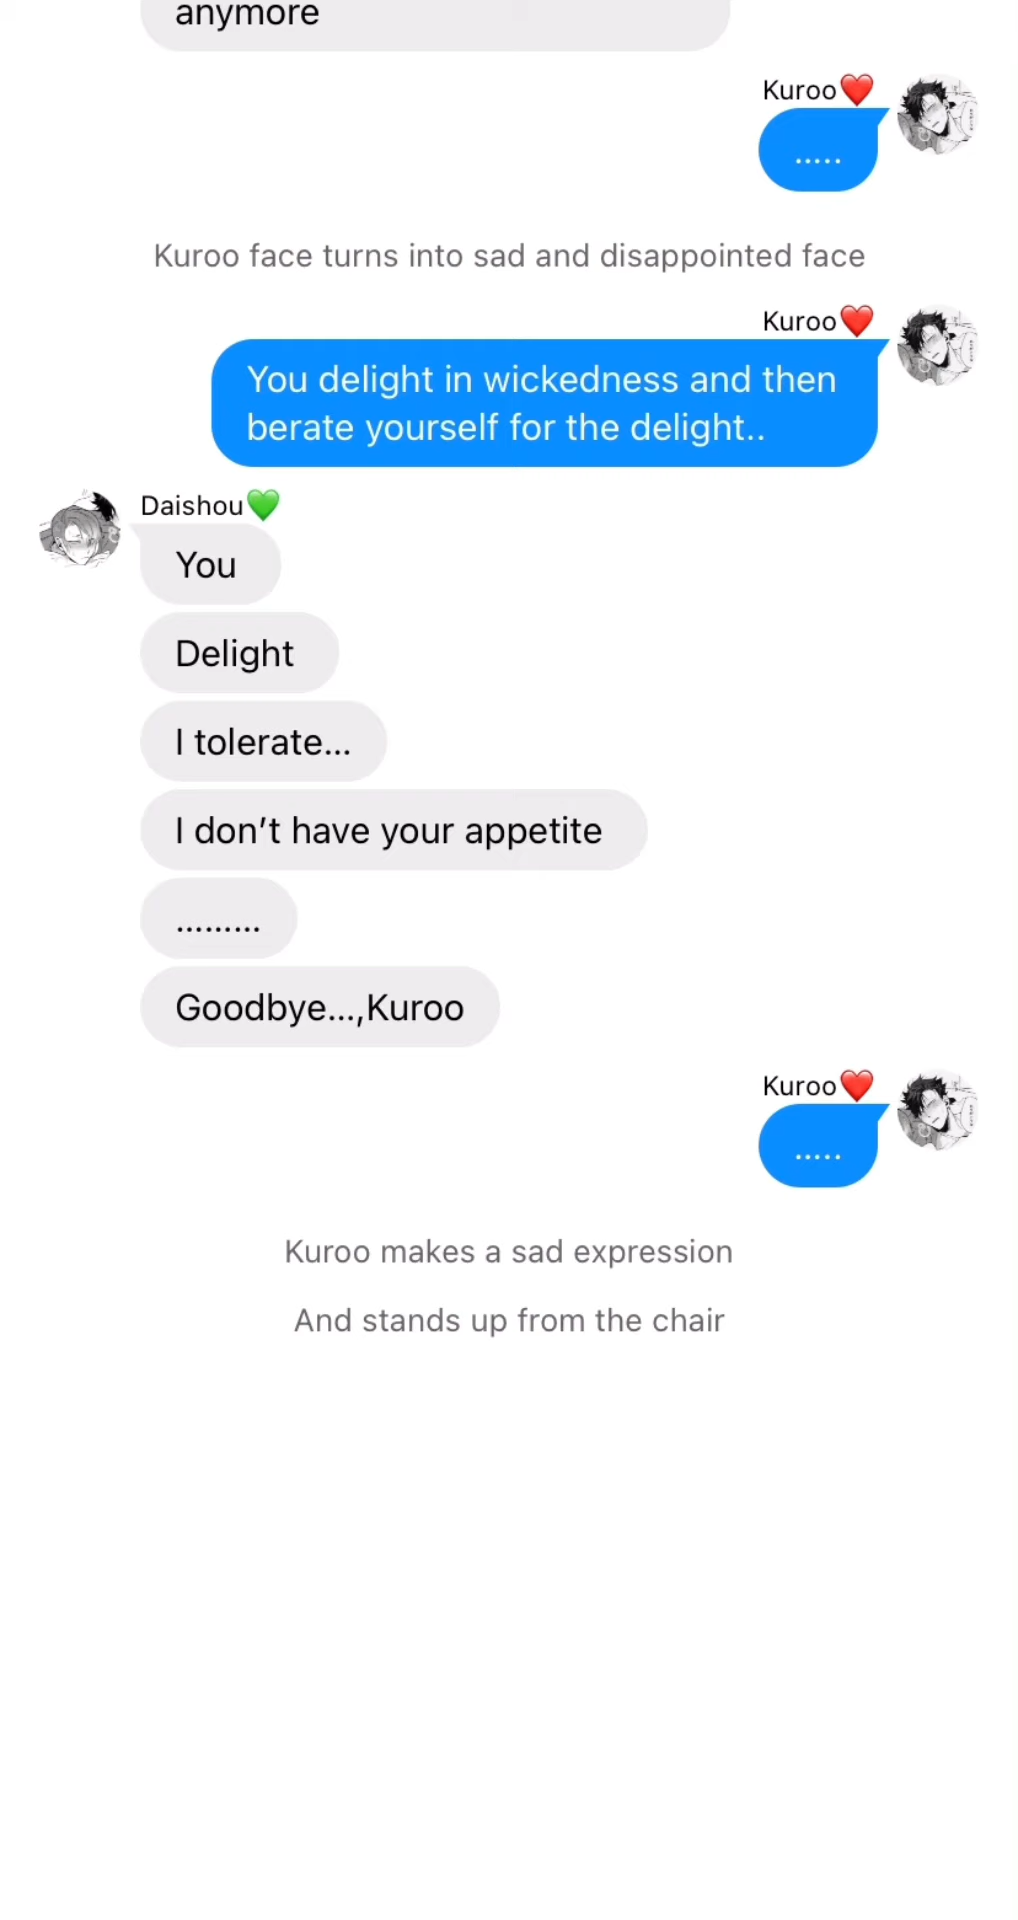 anymore
Kuroo❤️
.....
Kuroo face turns into sad and disappointed face
Kuroo❤️
You delight in wickedness and then
berate yourself for the delight..
Daishou💚
You
Delight
I tolerate...
I don’t have your appetite
.........
Goodbye...,Kuroo
Kuroo❤️
.....
Kuroo makes a sad expression
And stands up from the chair